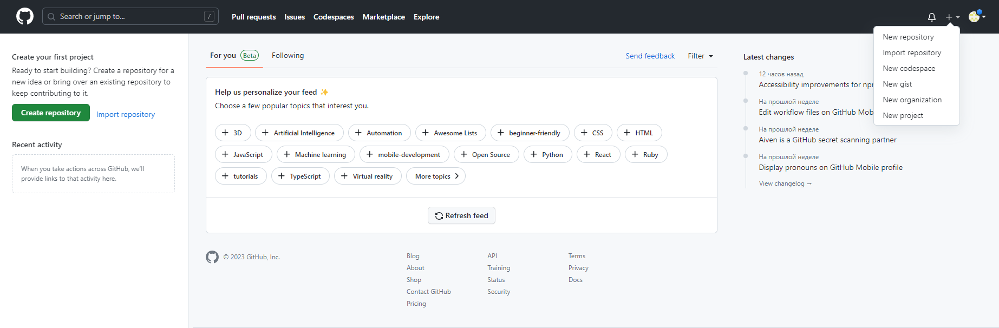 Search or jump to...
/
Pull requests
Issues
Codespaces
Marketplace
Explore
New repository
Import repository
New codespace
New gist
New organization
New project
Create your first project
Ready to start building? Create a repository for a
new idea or bring over an existing repository to
keep contributing to it.
Create repository
Import repository
Recent activity
When you take actions across GitHub, we'll
provide links to that activity here.
For you
Beta
Following
Send feedback
Filter
Help us personalize your feed ✨
Choose a few popular topics that interest you.
3D
Artificial Intelligence
Automation
Awesome Lists
beginner-friendly
CSS
HTML
JavaScript
Machine learning
mobile-development
Open Source
Python
React
Ruby
tutorials
TypeScript
Virtual reality
More topics
Refresh feed
Latest changes
12 часов назад
Accessibility improvements for
На прошлой неделе
Edit workflow files on GitHub
На прошлой неделе
Aiven is a GitHub secret scanning partner
На прошлой неделе
Display pronouns on GitHub Mobile profile
View changelog →
© 2023 GitHub, Inc.
Blog
About
Shop
Contact GitHub
Pricing
API
Training
Status
Security
Terms
Privacy
Docs